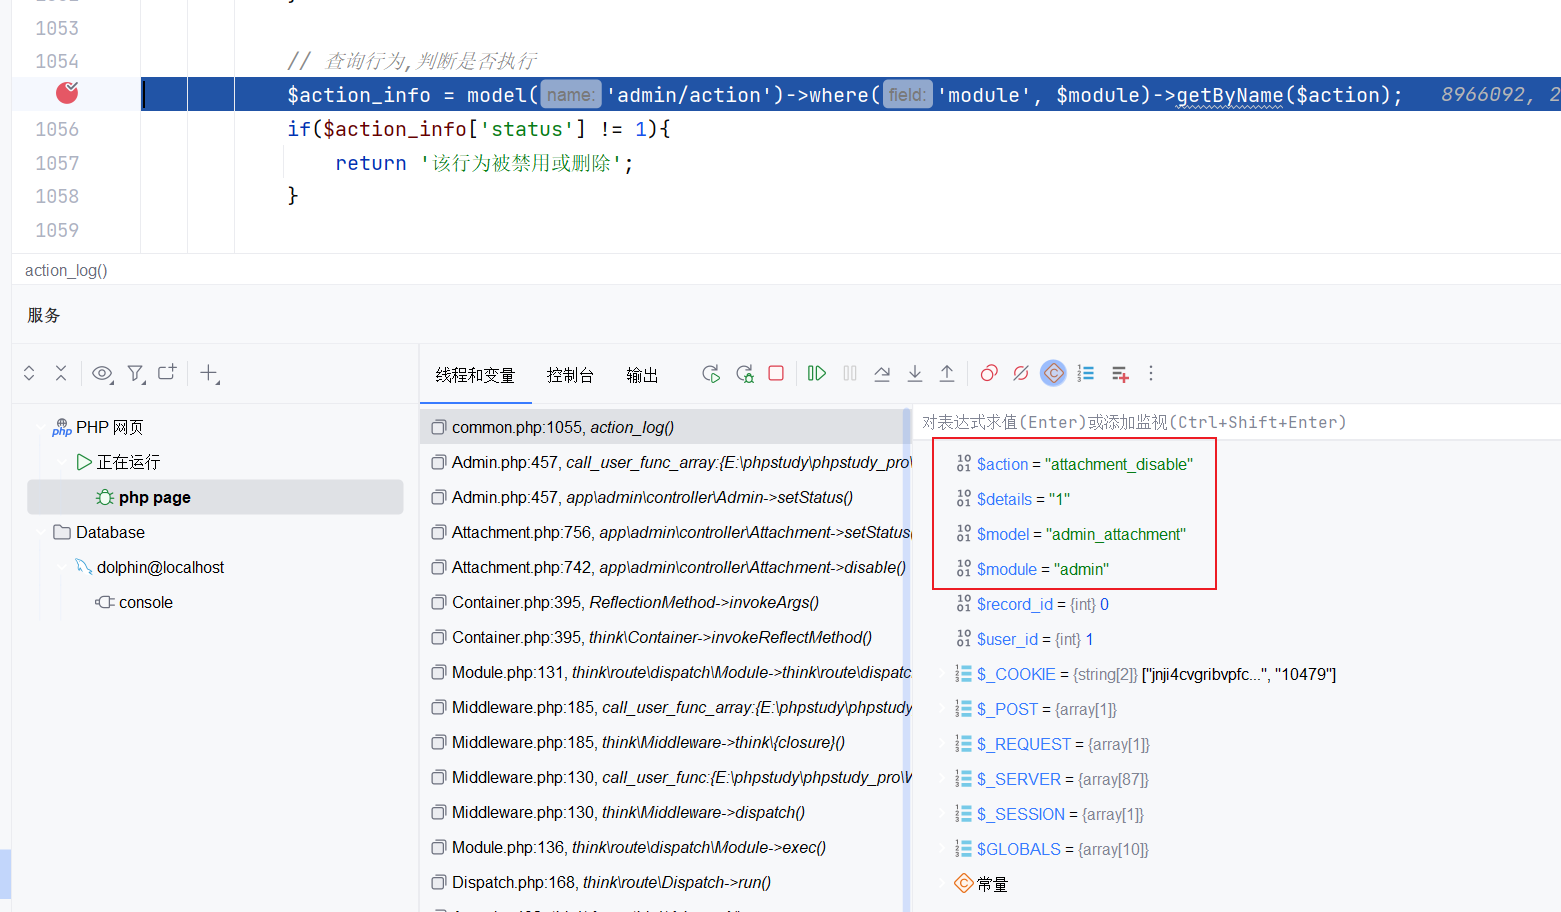 1053
1054 // 查询行为,判断是否执行
$action_info = model( name: 'admin/action')->where( field: 'module', $module)->getByName($action); 8966092, 2
1056 if($action_info['status'] != 1){
1057 return '该行为被禁用或删除';
1058 }
1059
action_log()
服务
线程和变量 控制台 输出
PHP 网页
正在运行
php page
Database
dolphin@localhost
console
common.php:1055, action_log()
Admin.php:457, call_user_func_array:{E:\phpstudy\phpstudy_pro\
Admin.php:457, app\admin\controller\Admin->setStatus()
Attachment.php:756, app\admin\controller\Attachment->setStatus(
Attachment.php:742, app\admin\controller\Attachment->disable()
Container.php:395, ReflectionMethod->invokeArgs()
Container.php:395, think\Container->invokeReflectMethod()
Module.php:131, think\route\dispatch\Module->think\route\dispatc
Middleware.php:185, call_user_func_array:{E:\phpstudy\phpstudy
Middleware.php:185, think\Middleware->think\{closure}()
Middleware.php:130, call_user_func:{E:\phpstudy\phpstudy_pro\
Middleware.php:130, think\Middleware->dispatch()
Module.php:136, think\route\dispatch\Module->exec()
Dispatch.php:168, think\route\Dispatch->run()
对表达式求值(Enter)或添加监视(Ctrl+Shift+Enter)
$action = "attachment_disable"
$details = "1"
$model = "admin_attachment"
$module = "admin"
$record_id = {int} 0
$user_id = {int} 1
$_COOKIE = {string[2]} ["jnji4cvgribvpfc...", "10479"]
$_POST = {array[1]}
$_REQUEST = {array[1]}
$_SERVER = {array[87]}
$_SESSION = {array[1]}
$GLOBALS = {array[10]}
常量